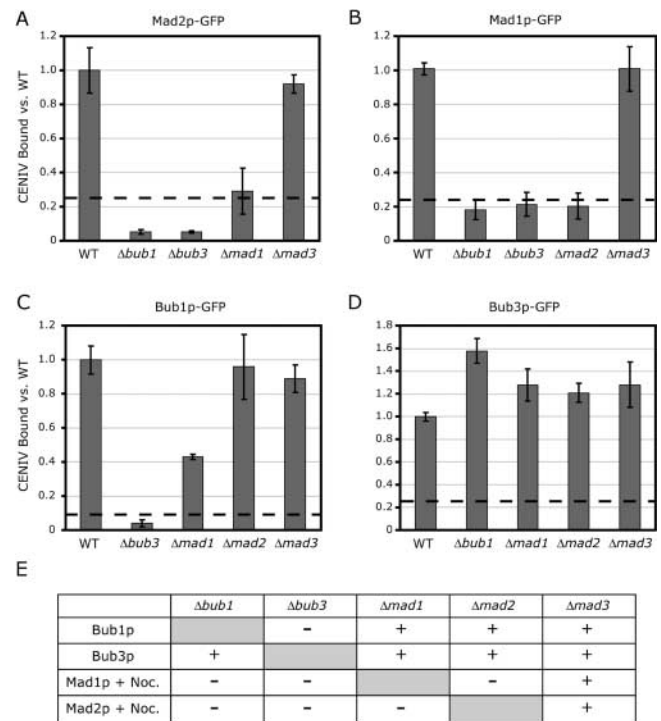 A
Mad2p-GFP
CENIV Bound vs. WT
1.2
1.0
0.8
0.6
0.4
0.2
0
WT Δbub1 Δbub3 Δmad1 Δmad3
B
Mad1p-GFP
1.2
1.0
0.8
0.6
0.4
0.2
0
WT Δbub1 Δbub3 Δmad2 Δmad3
C
Bub1p-GFP
CENIV Bound vs. WT
1.2
1.0
0.8
0.6
0.4
0.2
0
WT Δbub3 Δmad1 Δmad2 Δmad3
D
Bub3p-GFP
1.8
1.6
1.4
1.2
1.0
0.8
0.6
0.4
0.2
0
WT Δbub1 Δmad1 Δmad2 Δmad3
E
Δbub1 Δbub3 Δmad1 Δmad2 Δmad3
Bub1p – + + +
Bub3p + + + +
Mad1p + Noc. – – – +
Mad2p + Noc. – – – +